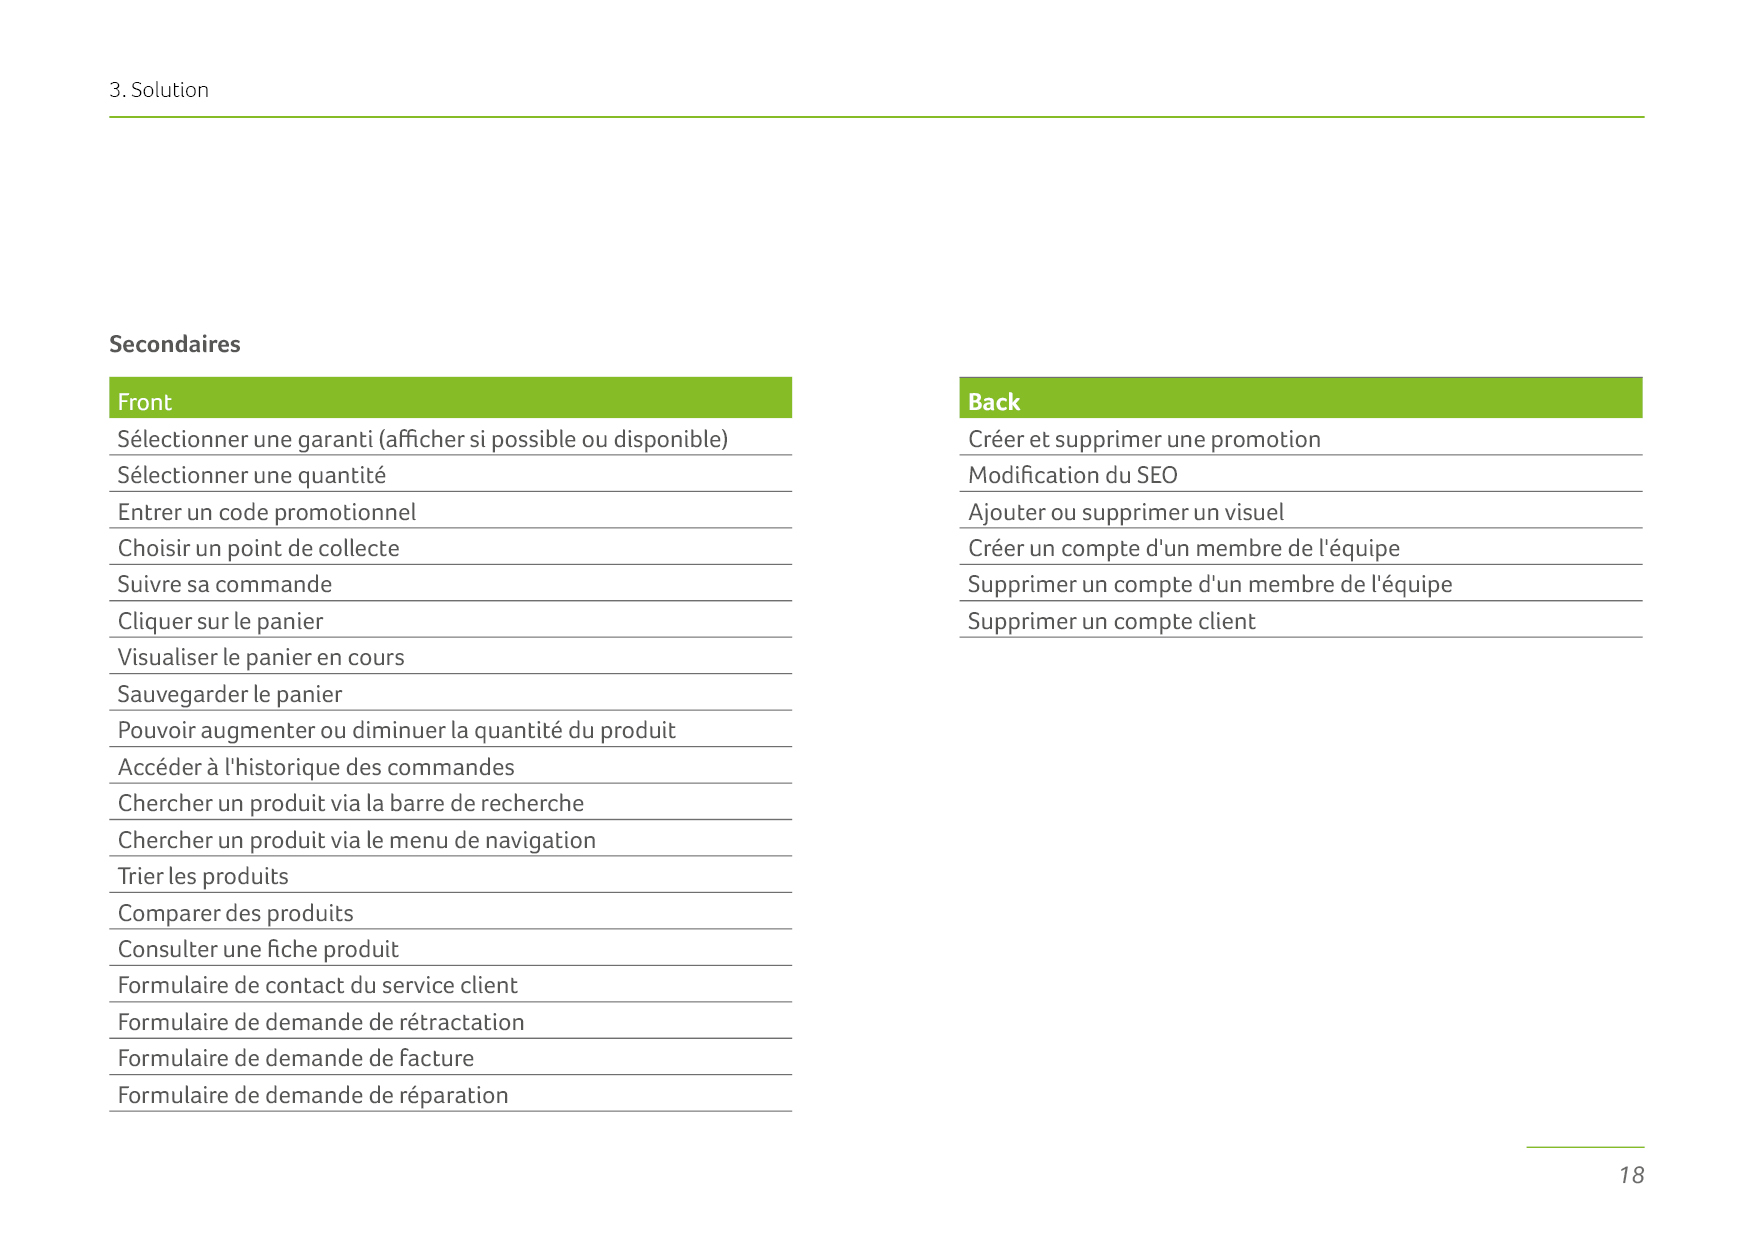 3. Solution
Secondaires
Front
Sélectionner une garanti (afficher si possible ou disponible)
Sélectionner une quantité
Entrer un code promotionnel
Choisir un point de collecte
Suivre sa commande
Cliquer sur le panier
Visualiser le panier en cours
Sauvegarder le panier
Pouvoir augmenter ou diminuer la quantité du produit
Accéder à l'historique des commandes
Chercher un produit via la barre de recherche
Chercher un produit via le menu de navigation
Trier les produits
Comparer des produits
Consulter une fiche produit
Formulaire de contact du service client
Formulaire de demande de rétractation
Formulaire de demande de facture
Formulaire de demande de réparation
Back
Créer et supprimer une promotion
Modification du SEO
Ajouter ou supprimer un visuel
Créer un compte d'un membre de l'équipe
Supprimer un compte d'un membre de l'équipe
Supprimer un compte client
18